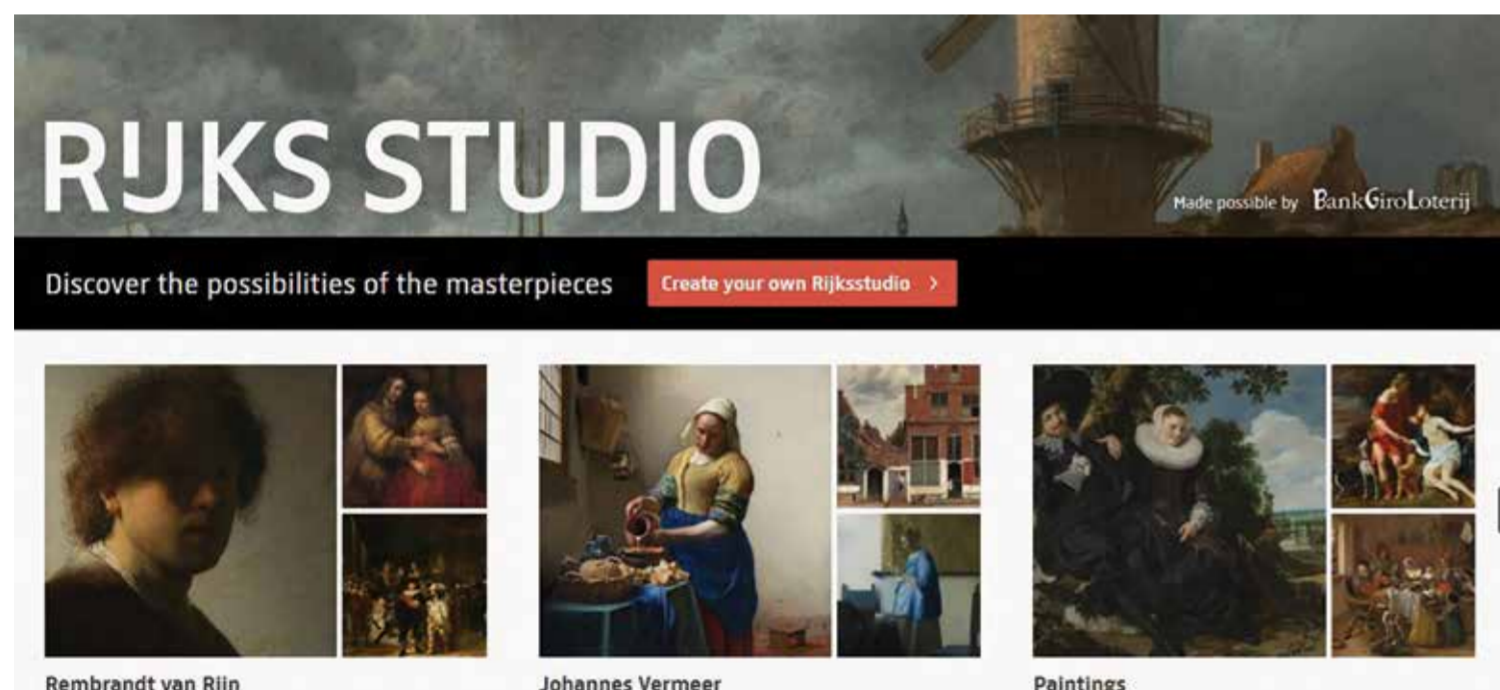 RIJKS STUDIO
Made possible by BankGiroLoterij
Discover the possibilities of the masterpieces
Create your own Rijksstudio >
Rembrandt van Rijn
Johannes Vermeer
Paintings